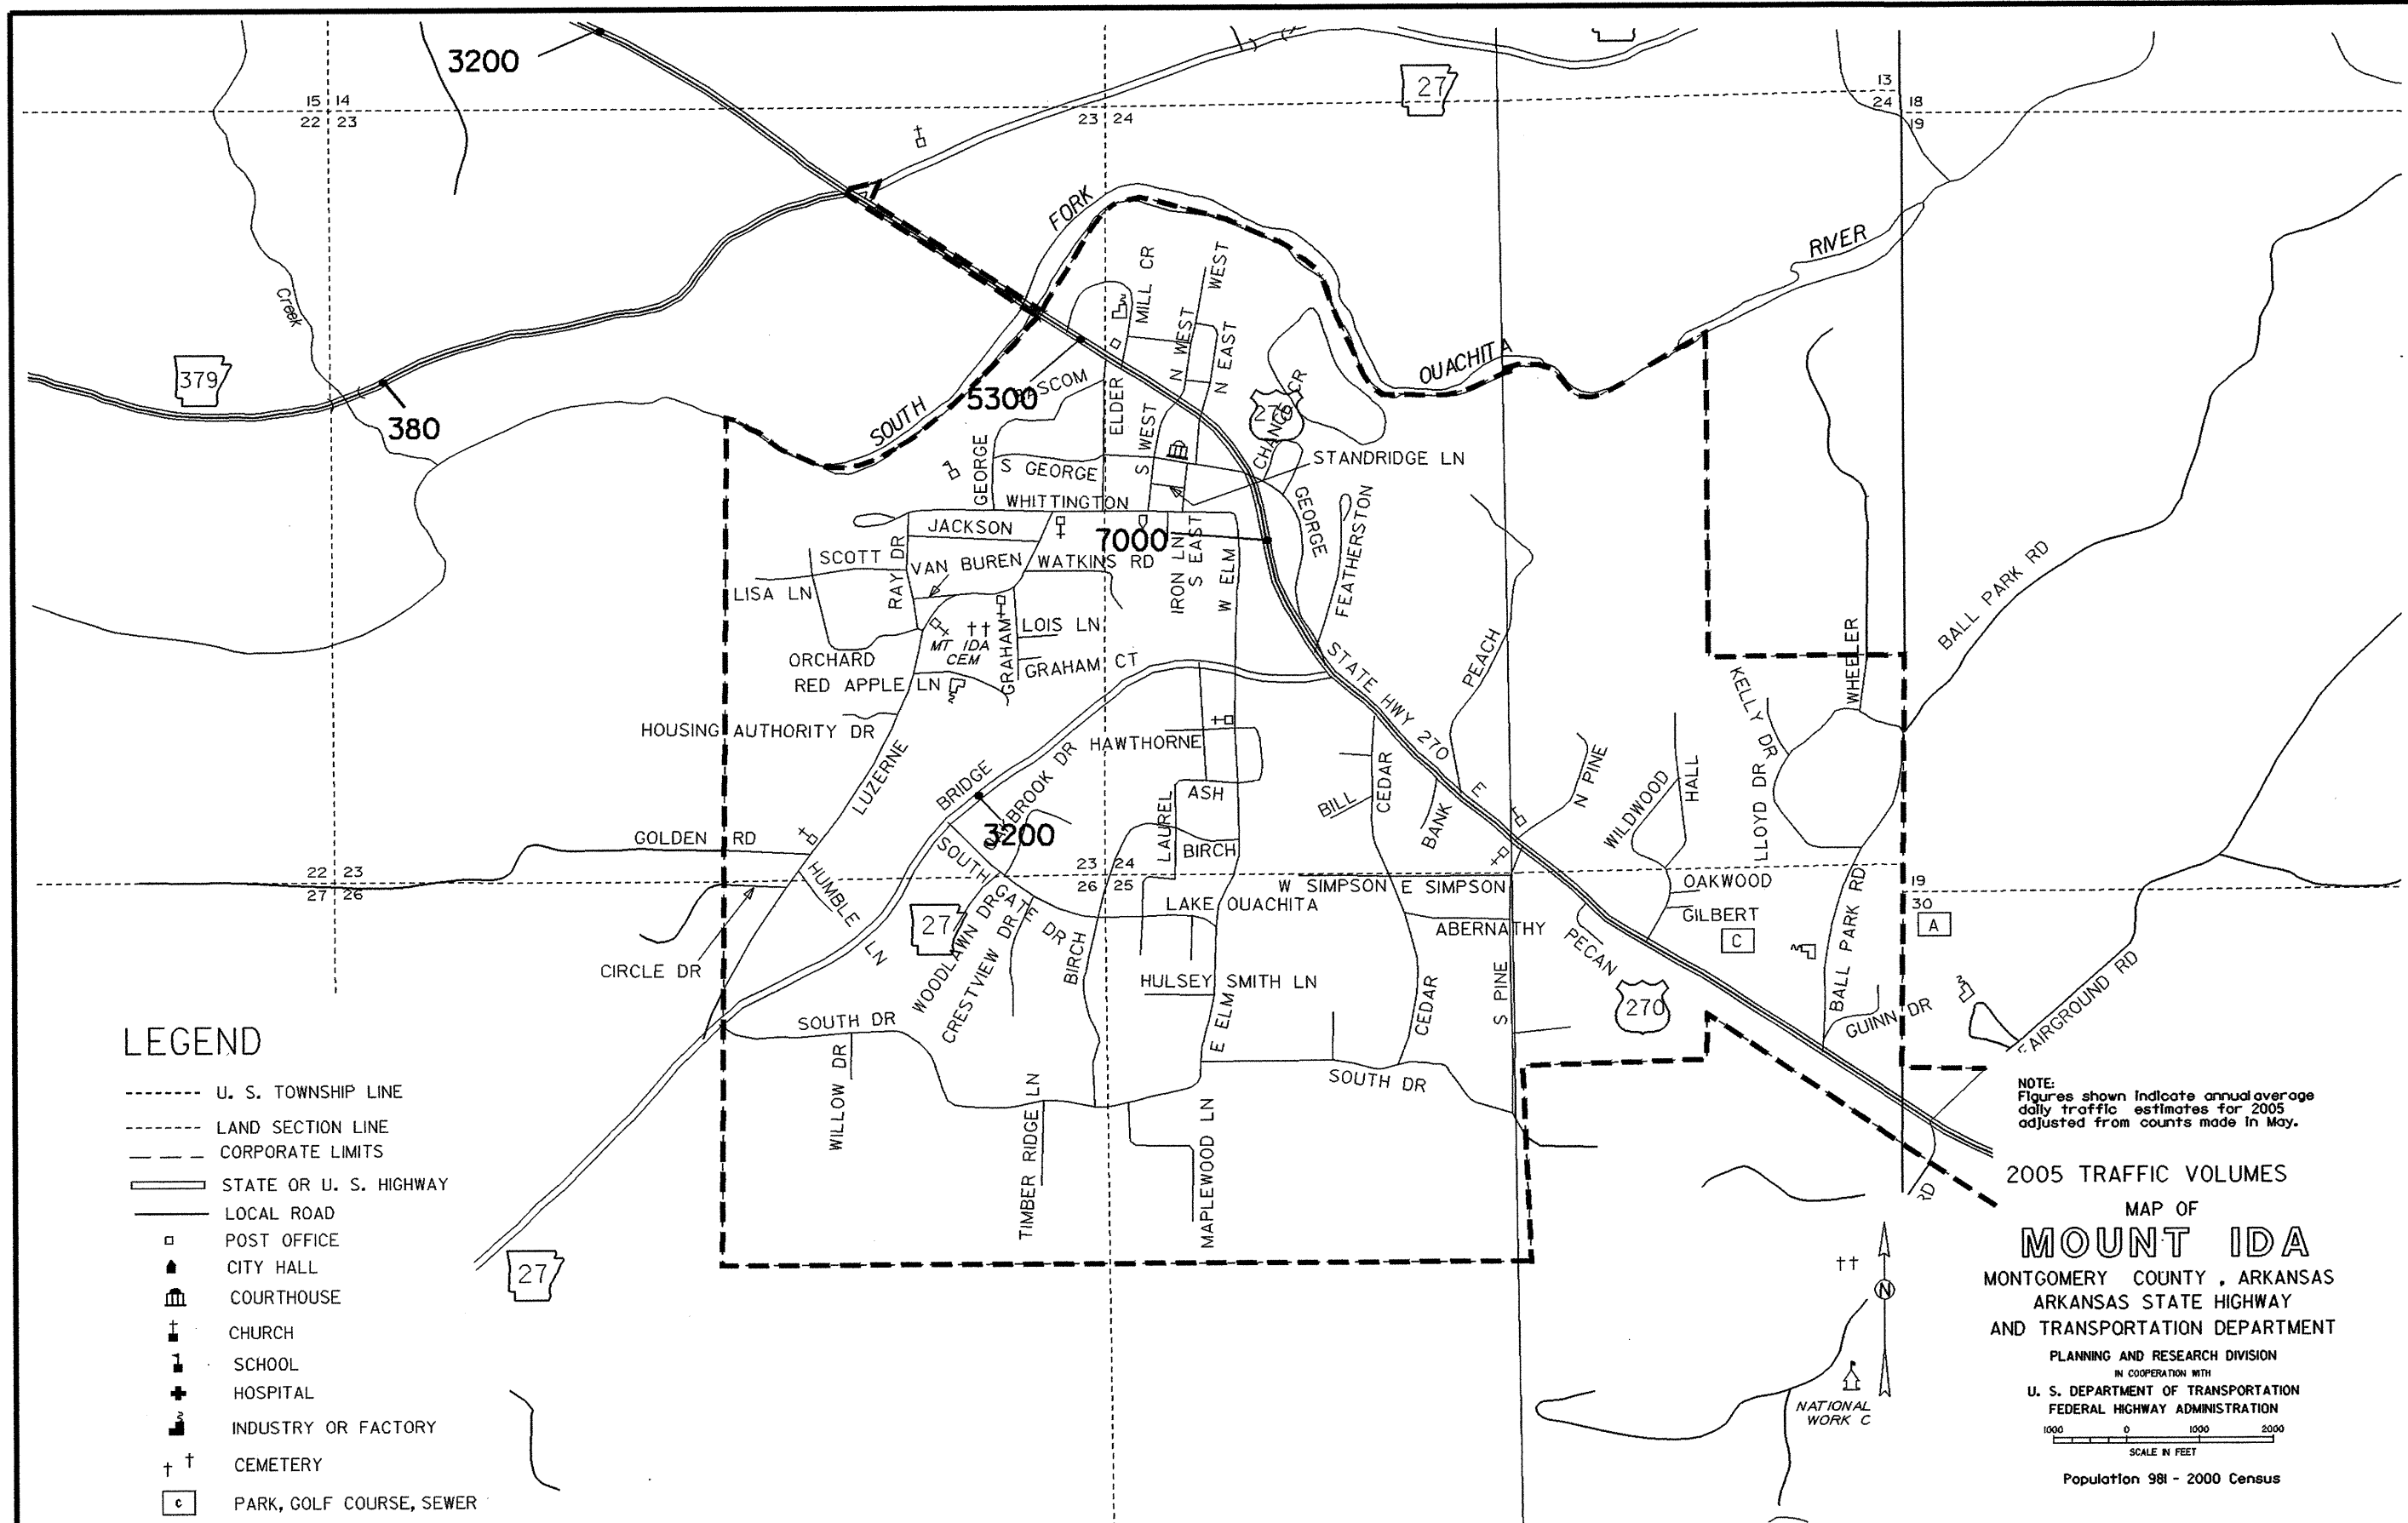 3200
27
13
15 14
24 18
22 23
23 24
19
FORK
RIVER
WEST
MILL CR
Creek
N WEST
N EAST
OUACHITA
379
5300
ELDER
CHANCE CR
380
SOUTH
S WEST
GEORGE
S GEORGE
STANDRIDGE LN
WHITTINGTON
GEORGE
FEATHERSTON
JACKSON
7000
SCOTT
RAY DR
VAN BUREN
WATKINS RD
IRON LN
S EAST
W ELM
LISA LN
BALL PARK RD
LOIS LN
MT IDA
CEM
GRAHAM
ORCHARD
GRAHAM CT
RED APPLE LN
STATE HWY 270 E
PEACH
WHEELER
KELLY DR
HOUSING AUTHORITY DR
LUZERNE
HAWTHORNE
OAKBROOK DR
BRIDGE
CEDAR
N PINE
HALL
WILDWOOD
LLOYD DR
ASH
BILL
BANK
LAUREL
3200
GOLDEN RD
SOUTH GATE DR
BIRCH
22 23
27 26
23 24
26 25
HUMBLE LN
W SIMPSON E SIMPSON
OAKWOOD
19
30
LAKE OUACHITA
GILBERT
27
WOODLAWN DR
CRESTVIEW DR
ABERNATHY
C
A
BALL PARK RD
PECAN
CIRCLE DR
BIRCH
HULSEY SMITH LN
S PINE
CEDAR
270
GUINN DR
FAIRGROUND RD
E ELM
SOUTH DR
WILLOW DR
SOUTH DR
TIMBER RIDGE LN
MAPLEWOOD LN
RD
27
LEGEND
U. S. TOWNSHIP LINE
LAND SECTION LINE
CORPORATE LIMITS
STATE OR U. S. HIGHWAY
LOCAL ROAD
POST OFFICE
CITY HALL
COURTHOUSE
CHURCH
SCHOOL
HOSPITAL
INDUSTRY OR FACTORY
CEMETERY
C PARK, GOLF COURSE, SEWER
NOTE:
Figures shown indicate annual average
daily traffic estimates for 2005
adjusted from counts made in May.
2005 TRAFFIC VOLUMES
MAP OF
MOUNT IDA
MONTGOMERY COUNTY, ARKANSAS
ARKANSAS STATE HIGHWAY
AND TRANSPORTATION DEPARTMENT
PLANNING AND RESEARCH DIVISION
IN COOPERATION WITH
U. S. DEPARTMENT OF TRANSPORTATION
FEDERAL HIGHWAY ADMINISTRATION
1000 0 1000 2000
SCALE IN FEET
Population 981 - 2000 Census
N
NATIONAL
WORK C